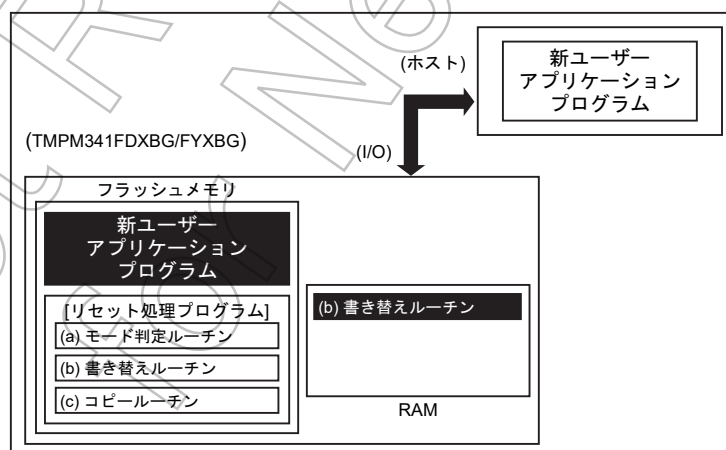 (ホスト)
新ユーザー
アプリケーション
プログラム
(TMPM341FDXBG/FYXBG)
(I/O)
フラッシュメモリ
新ユーザー
アプリケーション
プログラム
[リセット処理プログラム]
(a) モード判定ルーチン
(b) 書き替えルーチン
(c) コピールーチン
(b) 書き替えルーチン
RAM